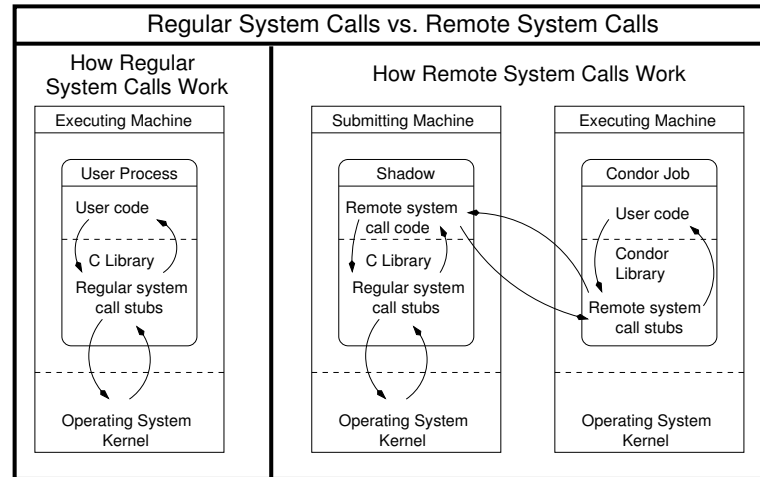 Regular System Calls vs. Remote System Calls
How Regular
System Calls Work
Executing Machine
User Process
User code
C Library
Regular system
call stubs
Operating System
Kernel
How Remote System Calls Work
Submitting Machine
Shadow
Remote system
call code
C Library
Regular system
call stubs
Operating System
Kernel
Executing Machine
Condor Job
User code
Condor
Library
Remote system
call stubs
Operating System
Kernel